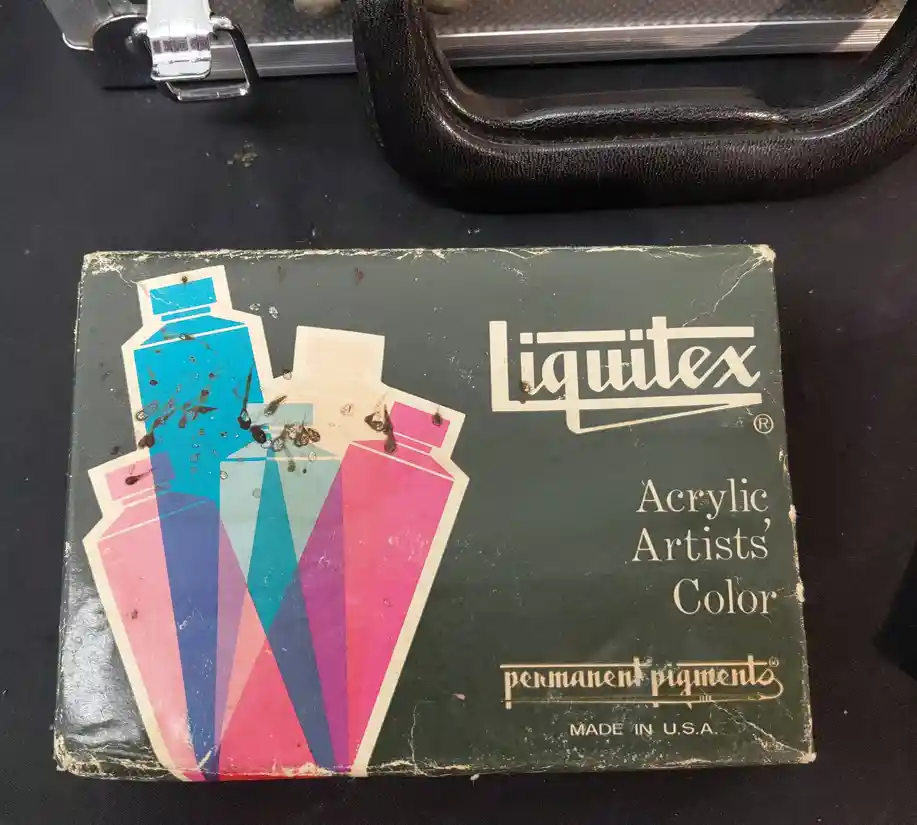 Liquitex®
Acrylic
Artists'
Color
permanent pigments®
MADE IN U.S.A.